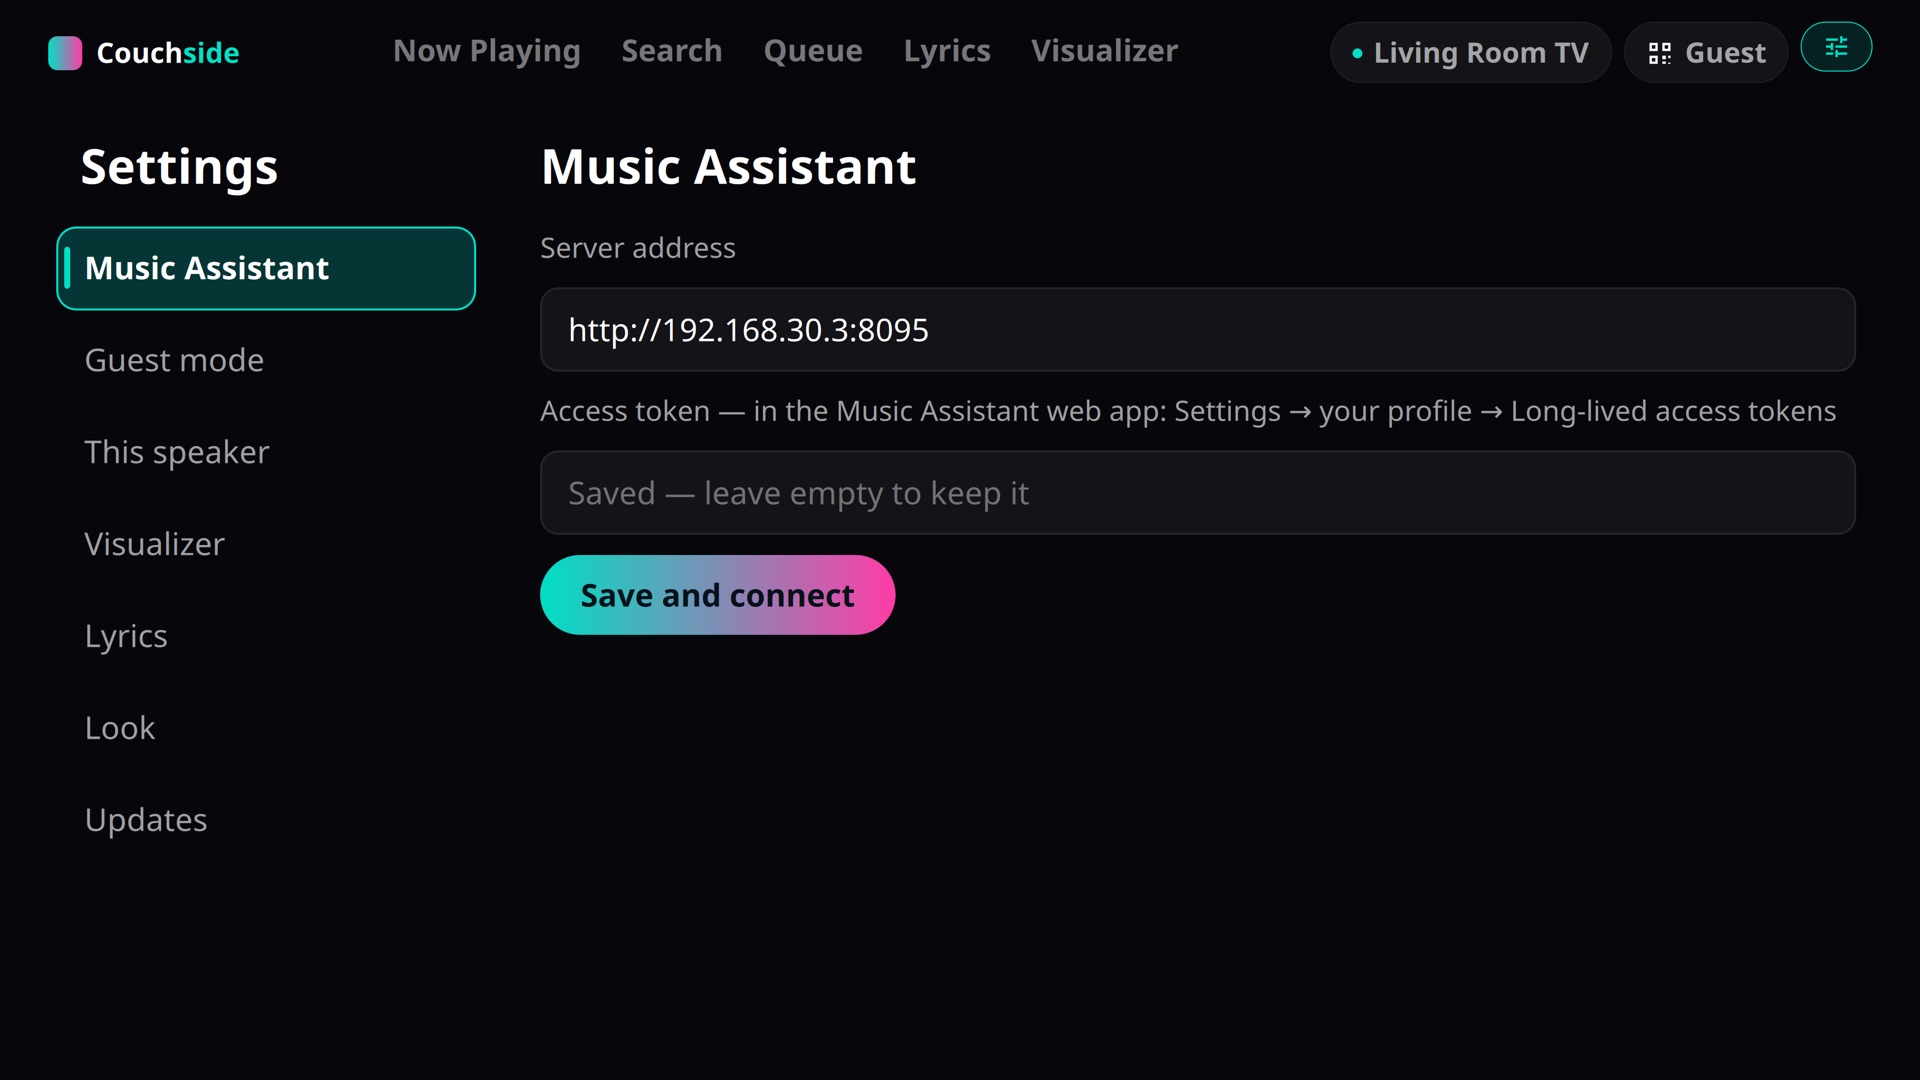 Couchside
Now Playing
Search
Queue
Lyrics
Visualizer
Living Room TV
Guest
Settings
Music Assistant
Guest mode
This speaker
Visualizer
Lyrics
Look
Updates
Music Assistant
Server address
http://192.168.30.3:8095
Access token — in the Music Assistant web app: Settings → your profile → Long-lived access tokens
Saved — leave empty to keep it
Save and connect